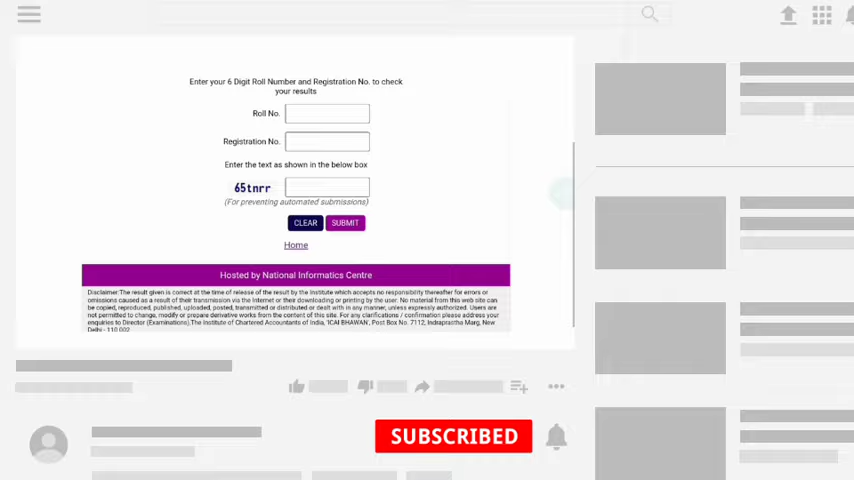 Enter your 6 Digit Roll Number and Registration No. to check
your results
Roll No.
Registration No.
Enter the text as shown in the below box
65tnrr
(For preventing automated submissions)
CLEAR SUBMIT
Home
Hosted by National Informatics Centre
Disclaimer:The result given is correct at the time of release of the result by the Institute which accepts no responsibility thereafter for errors or
omissions caused as a result of their transmission via the Internet or their downloading or printing by the user. No material from this web site can
be copied, reproduced, published, uploaded, posted, transmitted or distributed or dealt with in any manner, unless expressly authorized. Users are
not permitted to change, modify or prepare derivative works from the content of this site. For any clarifications / confirmation please address your
enquiries to Director (Examinations).The Institute of Chartered Accountants of India, 'ICAI BHAWAN', Post Box No. 7112, Indraprastha Marg, New
Delhi - 110 002
SUBSCRIBED